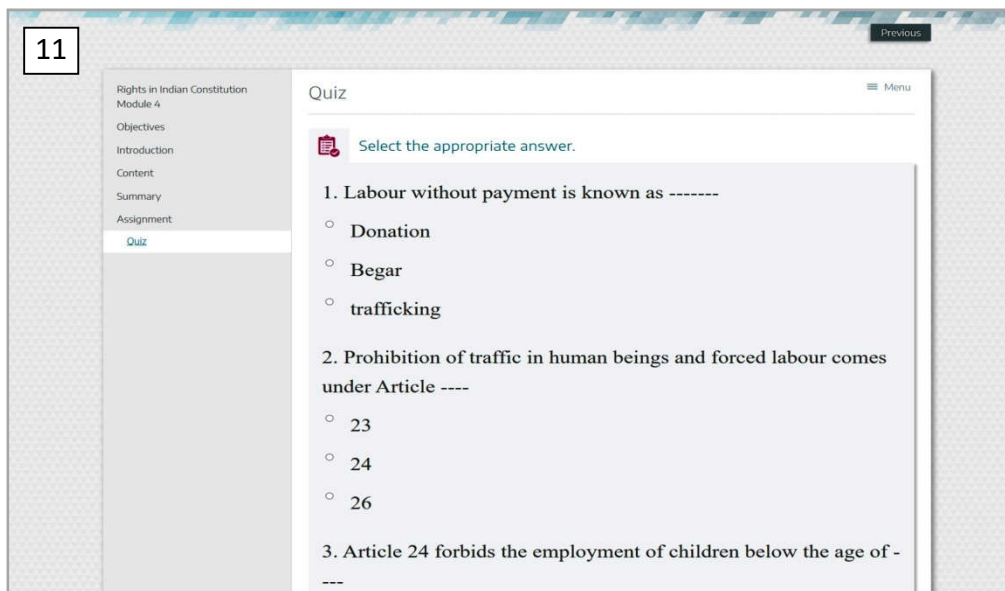 11
Previous
Rights in Indian Constitution
Module 4
Objectives
Introduction
Content
Summary
Assignment
Quiz
Quiz
Menu
Select the appropriate answer.
1. Labour without payment is known as -------
Donation
Begar
trafficking
2. Prohibition of traffic in human beings and forced labour comes
under Article ----
23
24
26
3. Article 24 forbids the employment of children below the age of -
---